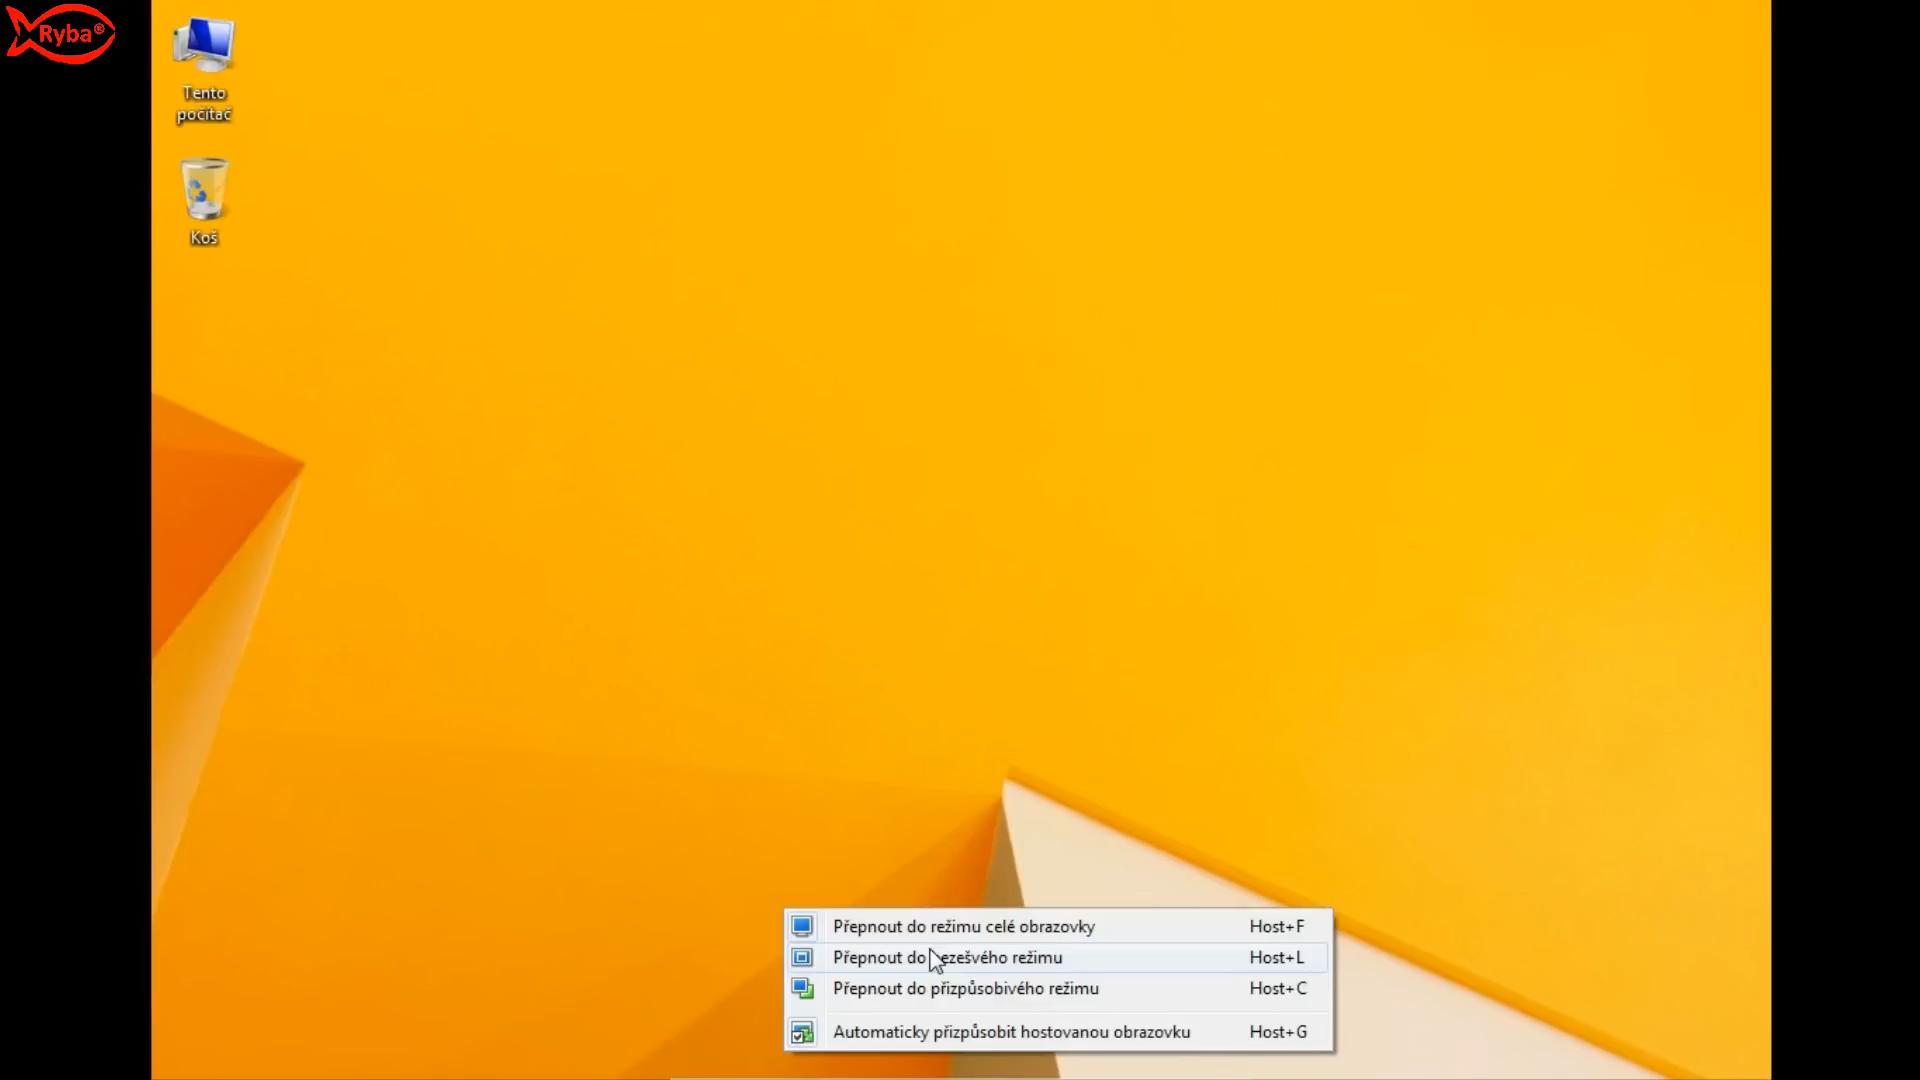 Ryba®
Tento
počítač
Koš
Přepnout do režimu celé obrazovky Host+F
Přepnout do bezešvého režimu Host+L
Přepnout do přizpůsobivého režimu Host+C
Automaticky přizpůsobit hostovanou obrazovku Host+G